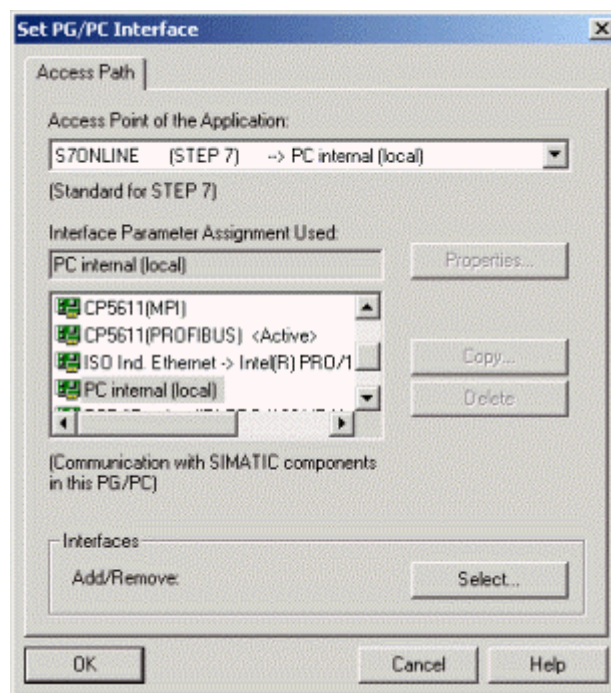 Set PG/PC Interface
Access Path
Access Point of the Application:
S7ONLINE (STEP 7) --> PC internal (local)
(Standard for STEP 7)
Interface Parameter Assignment Used:
PC internal (local)
Properties...
CP5611(MPI)
CP5611(PROFIBUS) <Active>
ISO Ind. Ethernet -> Intel(R) PRO/1
Copy...
PC internal (local)
Delete
(Communication with SIMATIC components
in this PG/PC)
Interfaces
Add/Remove:
Select...
OK
Cancel
Help